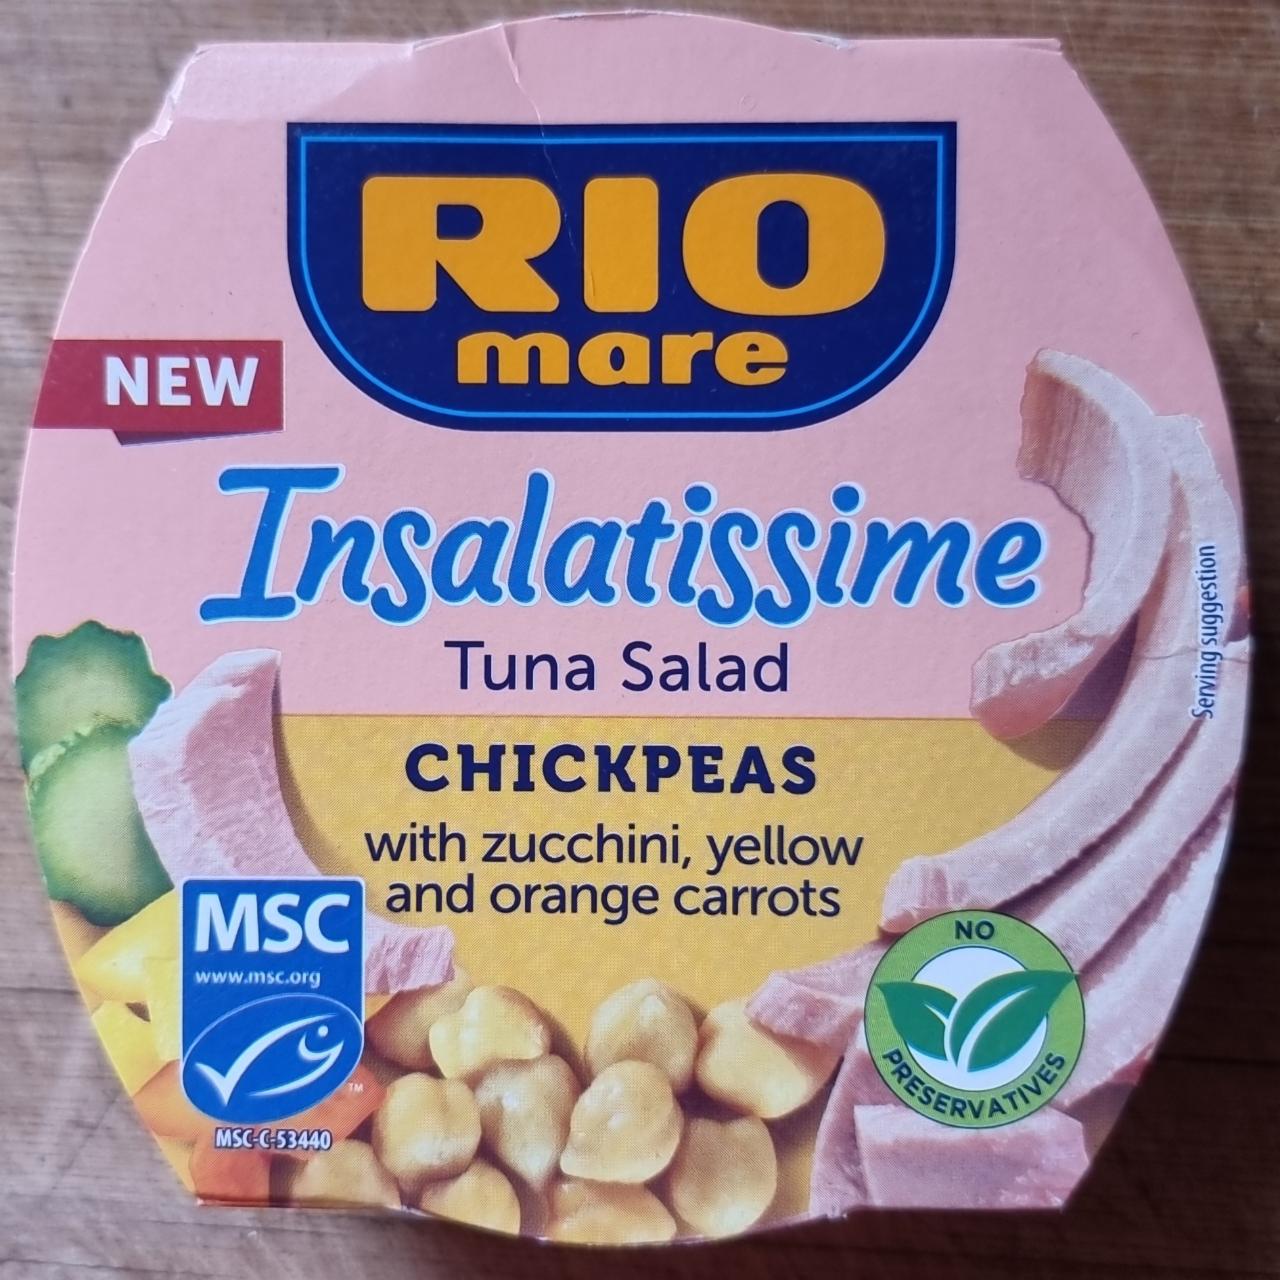 RIO
mare
NEW
Insalatissime
Tuna Salad
Serving suggestion
CHICKPEAS
with zucchini, yellow
and orange carrots
MSC
www.msc.org
TM
MSC-C-53440
NO
PRESERVATIVES